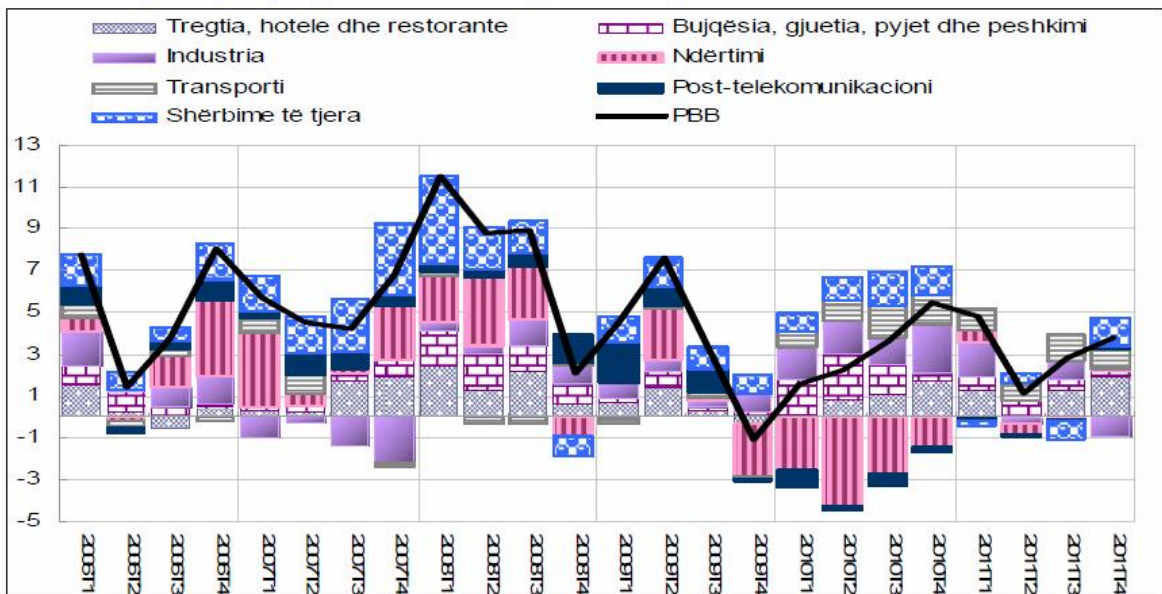 Tregtia, hotele dhe restorante Bujqësia, gjuetia, pyjet dhe peshkimi
Industria Ndërtimi
Transporti Post-telekomunikacioni
Shërbime të tjera PBB
13
11
9
7
5
3
1
-1
-3
-5
2006T1 2006T2 2006T3 2006T4 2007T1 2007T2 2007T3 2007T4 2008T1 2008T2 2008T3 2008T4 2009T1 2009T2 2009T3 2009T4 2010T1 2010T2 2010T3 2010T4 2011T1 2011T2 2011T3 2011T4